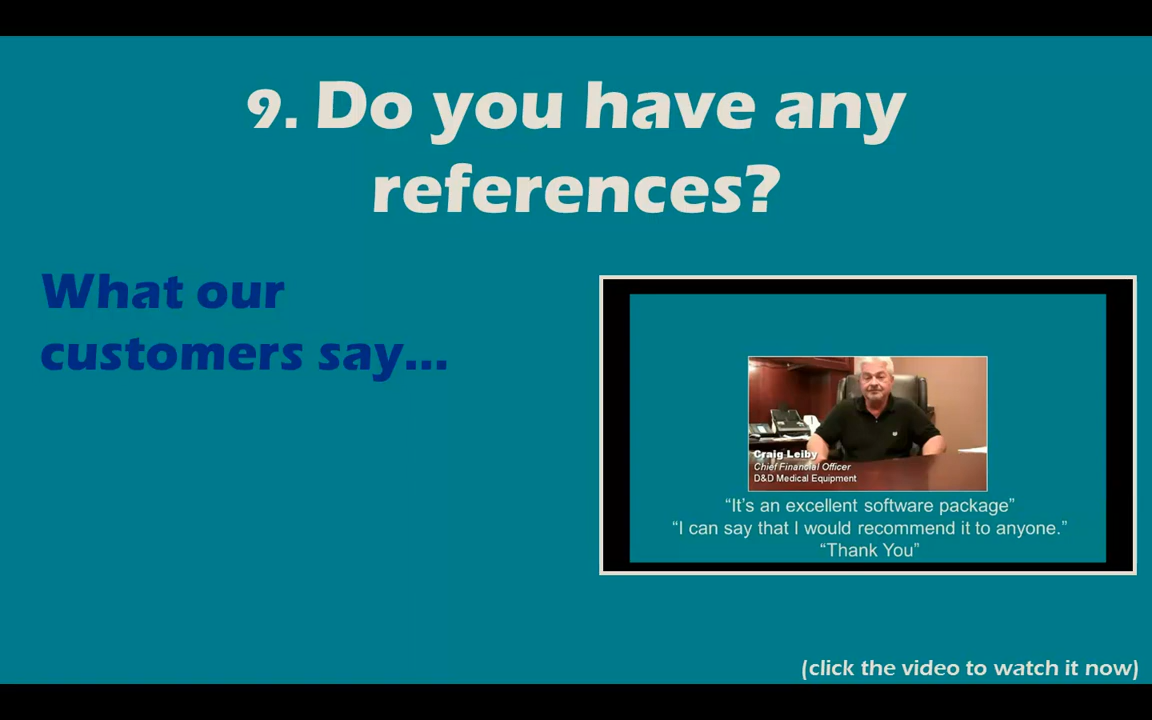 9. Do you have any
references?
What our
customers say...
Craig Leiby
Chief Financial Officer
D&D Medical Equipment
“It’s an excellent software package”
“I can say that I would recommend it to anyone.”
“Thank You”
(click the video to watch it now)